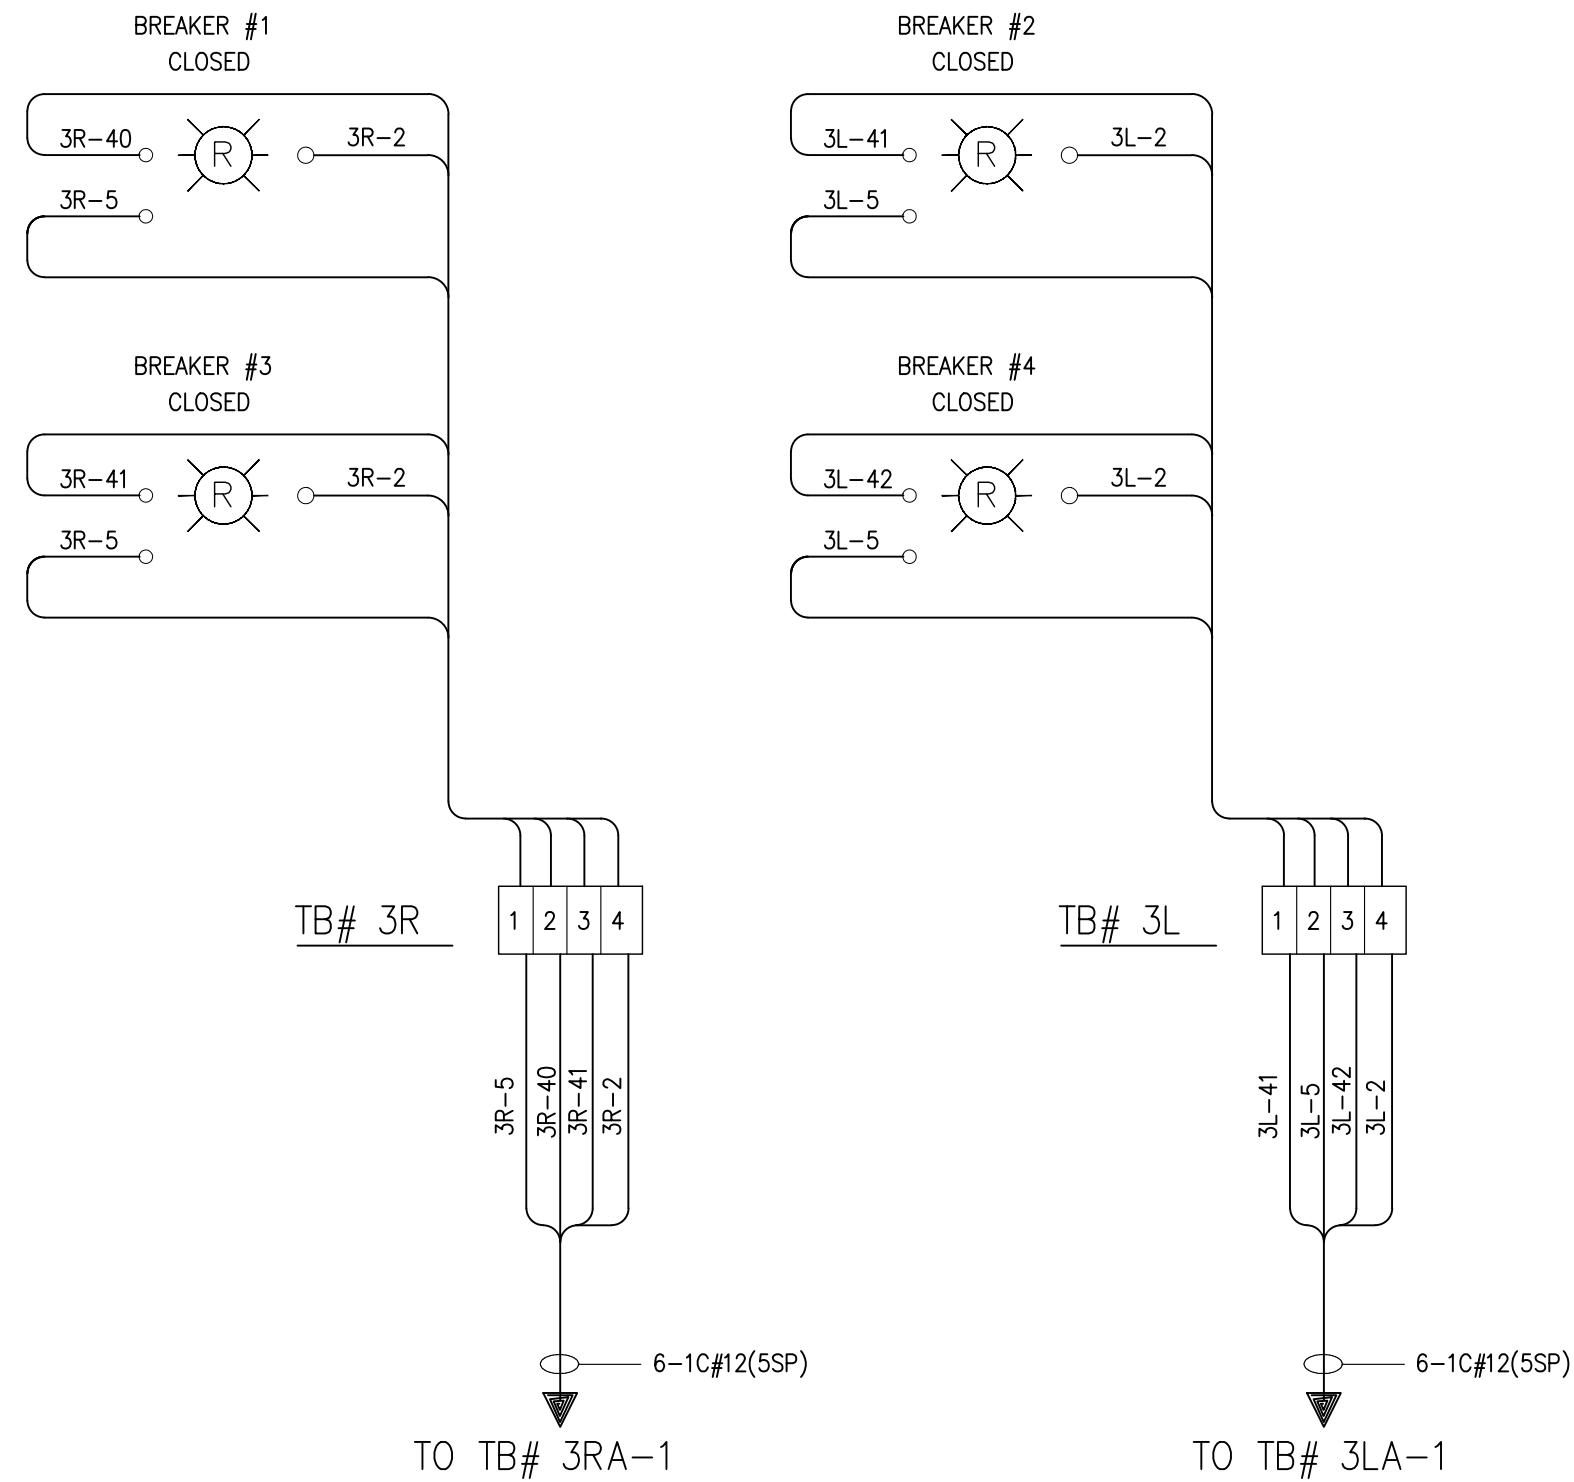 BREAKER #1
CLOSED
3R-40
R
3R-2
3R-5
BREAKER #2
CLOSED
3L-41
R
3L-2
3L-5
BREAKER #3
CLOSED
3R-41
R
3R-2
3R-5
BREAKER #4
CLOSED
3L-42
R
3L-2
3L-5
TB# 3R
1 2 3 4
3R-5
3R-40
3R-41
3R-2
6-1C#12(5SP)
TO TB# 3RA-1
TB# 3L
1 2 3 4
3L-41
3L-5
3L-42
3L-2
6-1C#12(5SP)
TO TB# 3LA-1